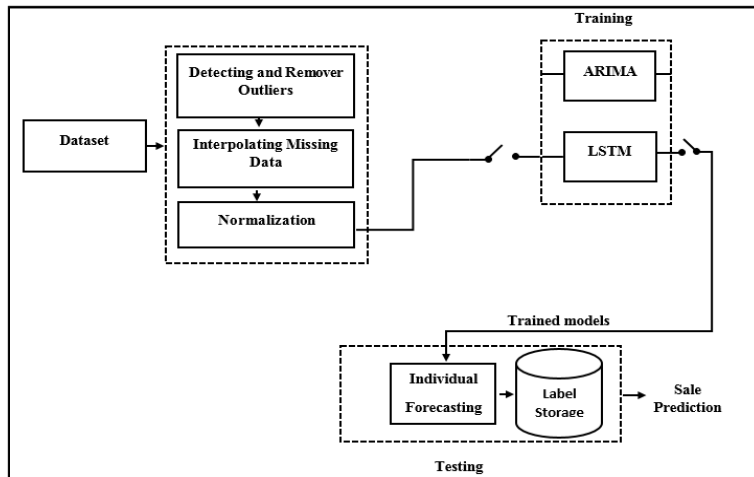 Training
Detecting and Remover
Outliers
ARIMA
Dataset
Interpolating Missing
Data
LSTM
Normalization
Trained models
Individual
Forecasting
Label
Storage
Sale
Prediction
Testing